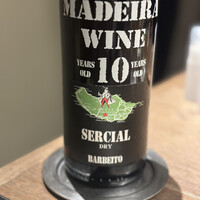 MADEIRA
WINE
YEARS OLD 10 YEARS OLD
SERCIAL
DRY
BARBEITO